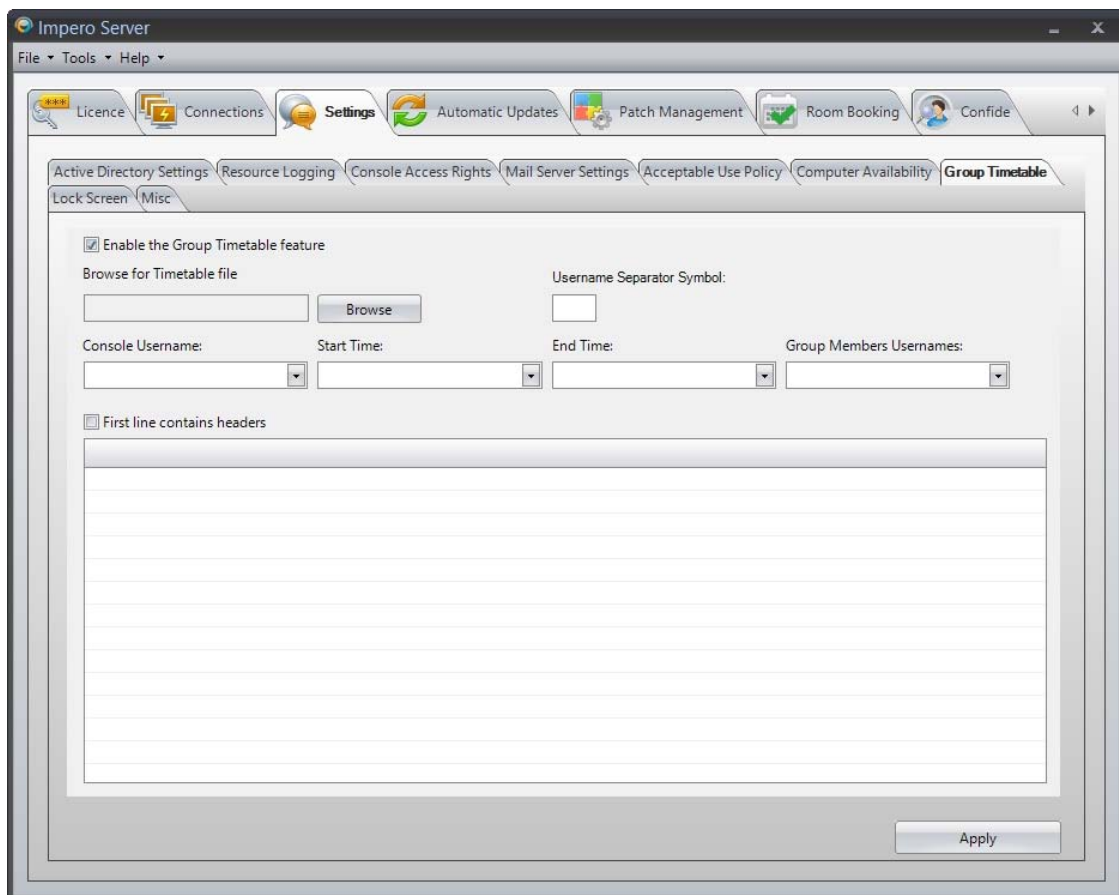 Impero Server
File Tools Help
*** Licence Connections Settings Automatic Updates Patch Management Room Booking Confide
Active Directory Settings Resource Logging Console Access Rights Mail Server Settings Acceptable Use Policy Computer Availability Group Timetable
Lock Screen Misc
Enable the Group Timetable feature
Browse for Timetable file Username Separator Symbol:
Browse
Console Username: Start Time: End Time: Group Members Usernames:
First line contains headers
Apply